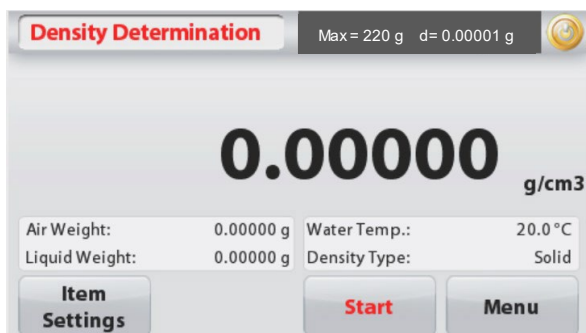 Density Determination
Max = 220 g d= 0.00001 g
0.00000
g/cm3
Air Weight: 0.00000 g
Liquid Weight: 0.00000 g
Water Temp.: 20.0°C
Density Type: Solid
Item
Settings
Start
Menu